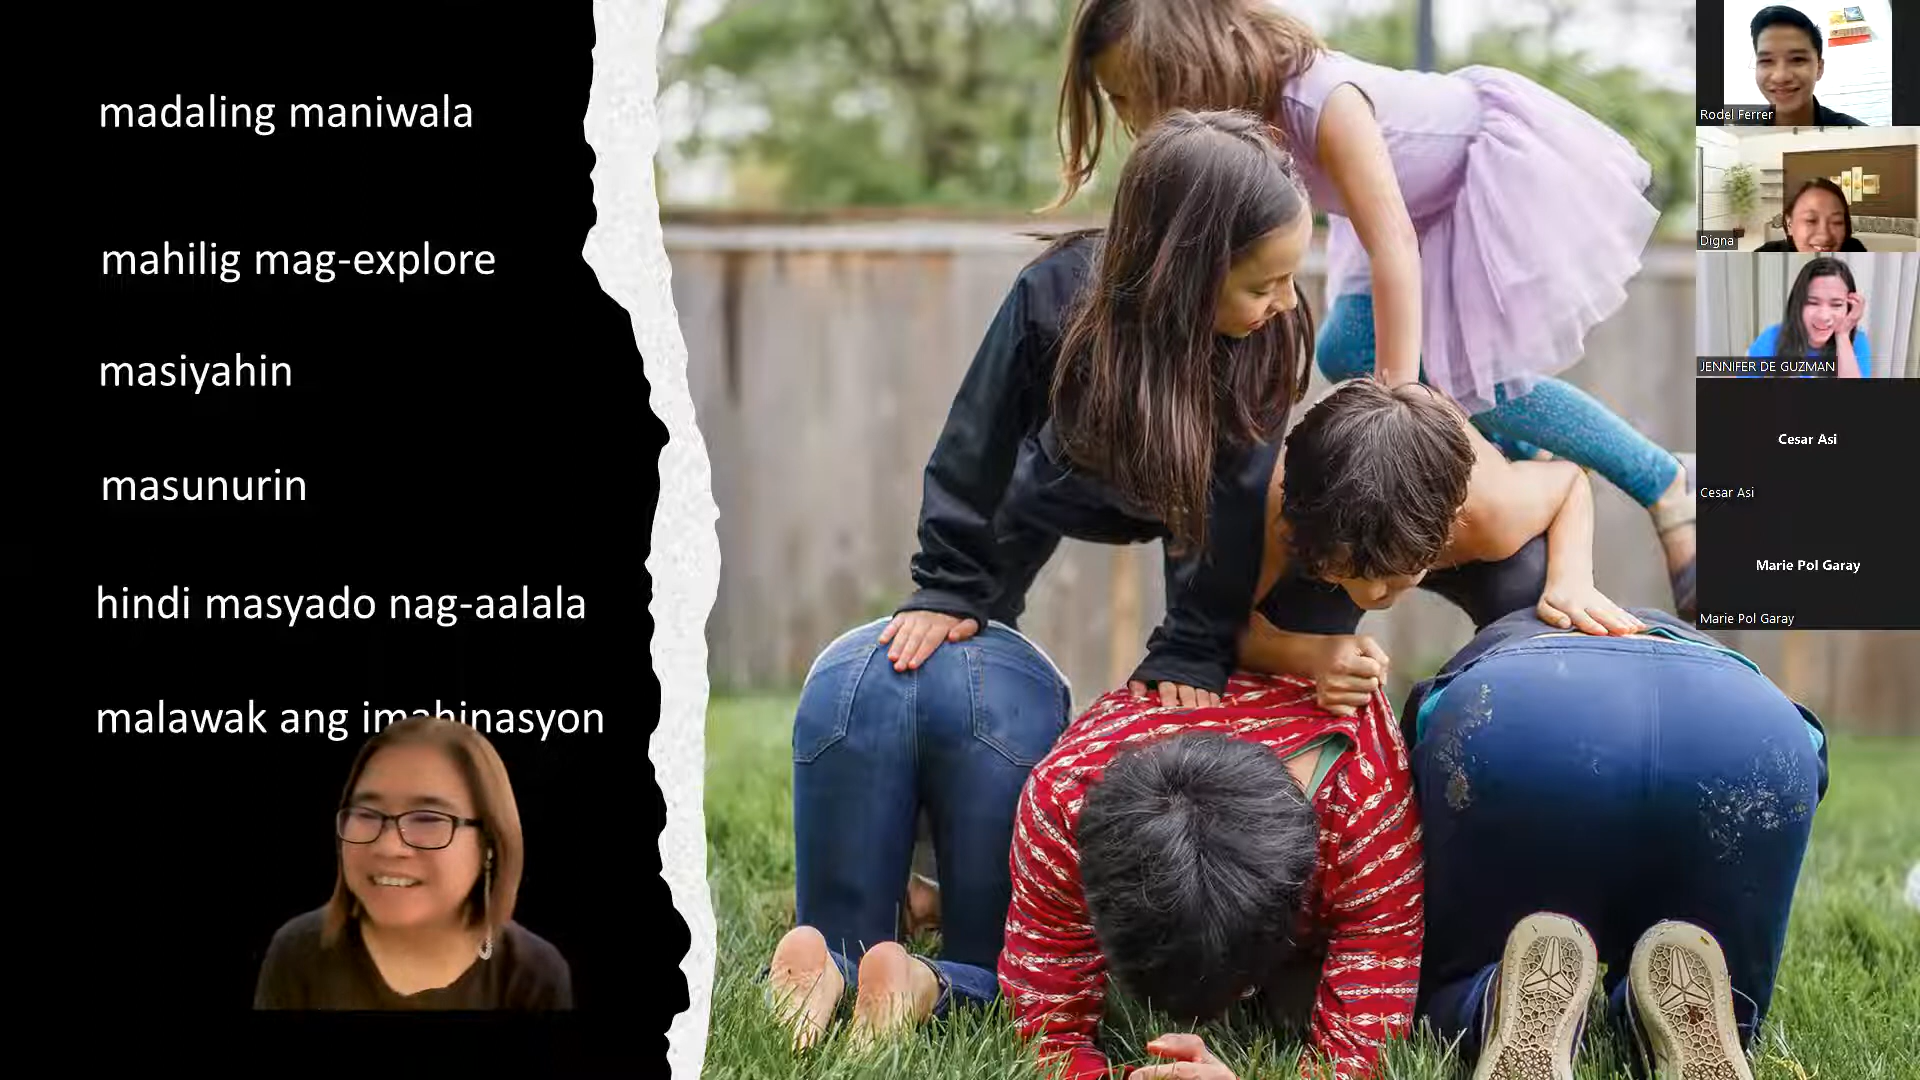 madaling maniwala
mahilig mag-explore
masiyahin
masunurin
hindi masyado nag-aalala
malawak ang imahinasyon
Rodel Ferrer
Digna
JENNIFER DE GUZMAN
Cesar Asi
Cesar Asi
Marie Pol Garay
Marie Pol Garay